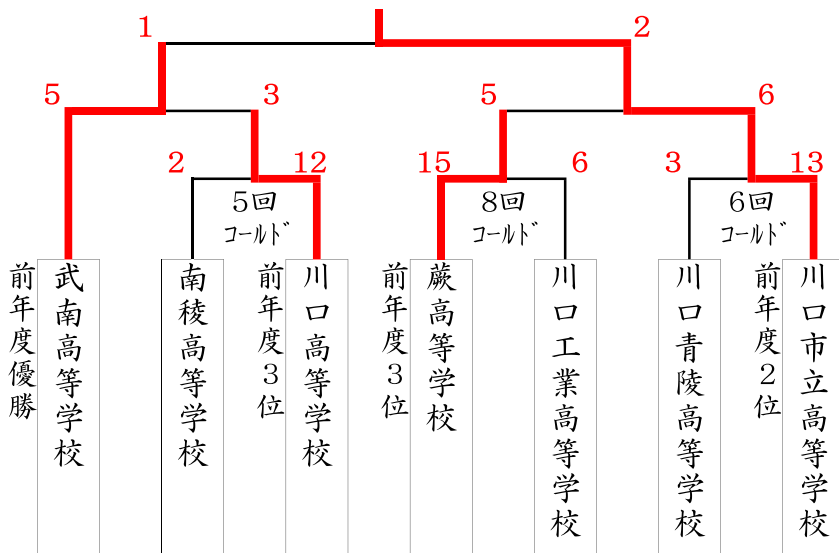 1
2
5
3
5
6
2
12
15
6
3
13
5回
コールド
8回
コールド
6回
コールド
前年度優勝
武南高等学校
南稜高等学校
前年度3位
川口高等学校
前年度3位
蕨高等学校
川口工業高等学校
川口青陵高等学校
前年度2位
川口市立高等学校